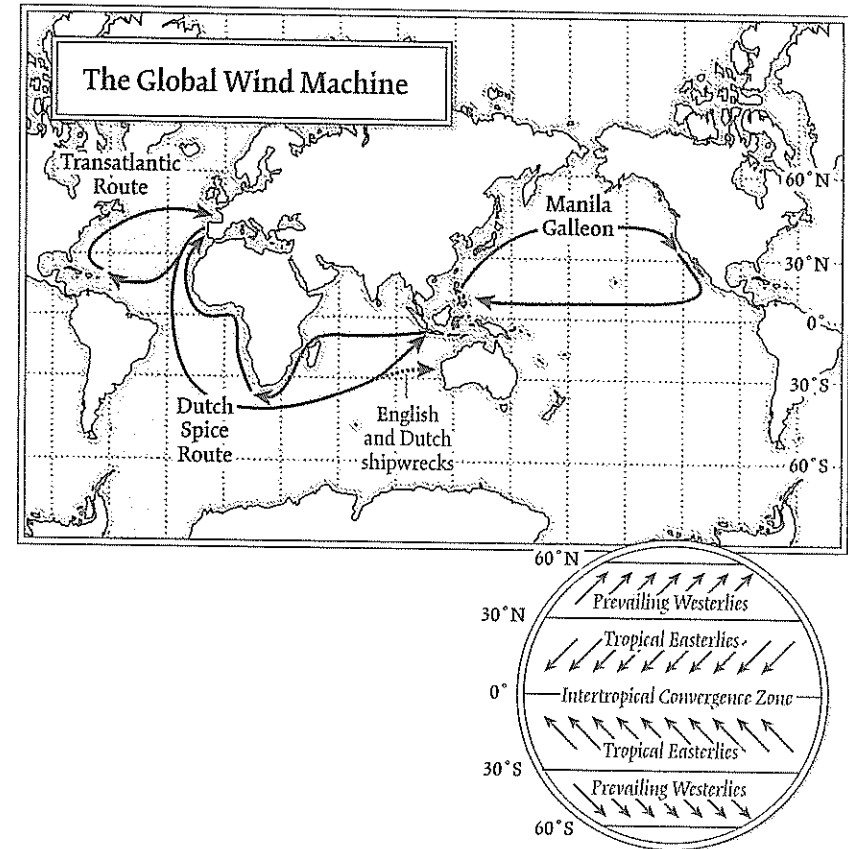 The Global Wind Machine
Transatlantic
Route
60°N
Manila
Galleon
30°N
0°
30°S
Dutch
Spice
Route
English
and Dutch
shipwrecks
60°S
60°N
Prevailing Westerlies
30°N
Tropical Easterlies
0°
Intertropical Convergence Zone
Tropical Easterlies
30°S
Prevailing Westerlies
60°S